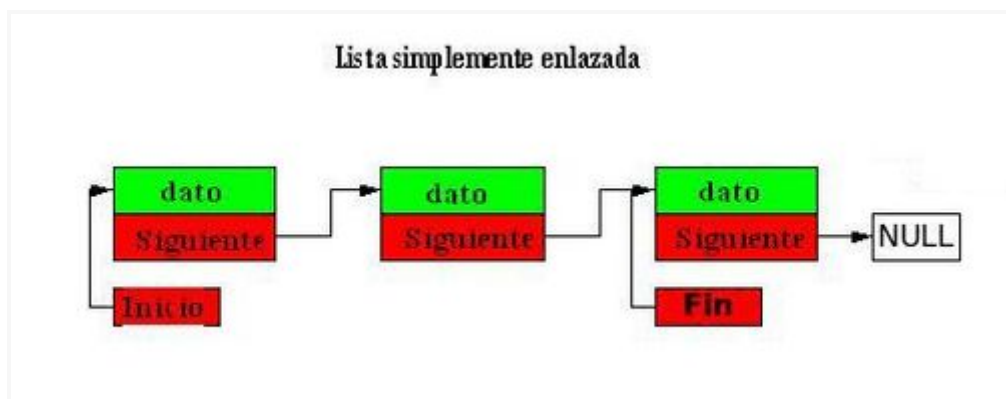 Lista simplemente enlazada
dato
dato
dato
Siguiente
Siguiente
Siguiente
NULL
Inicio
Fin